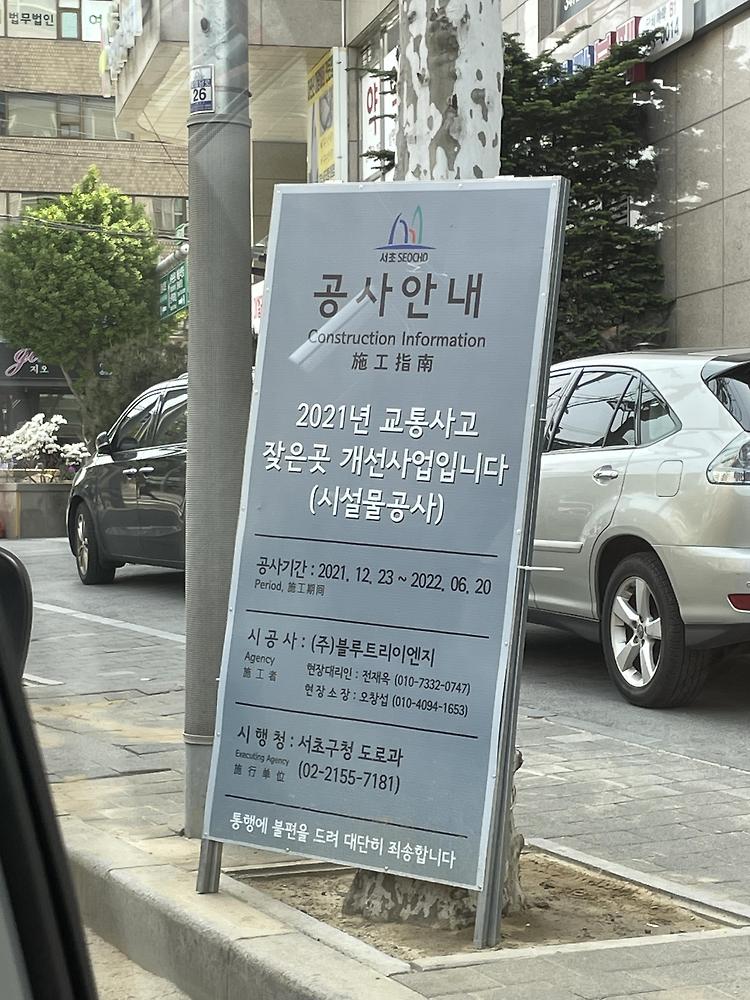 법무법인
26
약
지오
서초 SEOCHO
공사안내
Construction Information
施工指南
2021년 교통사고
잦은곳 개선사업입니다
(시설물공사)
공사기간 : 2021. 12. 23 ~ 2022. 06. 20
Period, 施工期间
시 공 사 : (주)블루트리이엔지
Agency
施工者
현장대리인 : 전재옥 (010-7332-0747)
현장소장 : 오창섭 (010-4094-1653)
시 행 청 : 서초구청 도로과
Executing Agency
施行单位
(02-2155-7181)
통행에 불편을 드려 대단히 죄송합니다